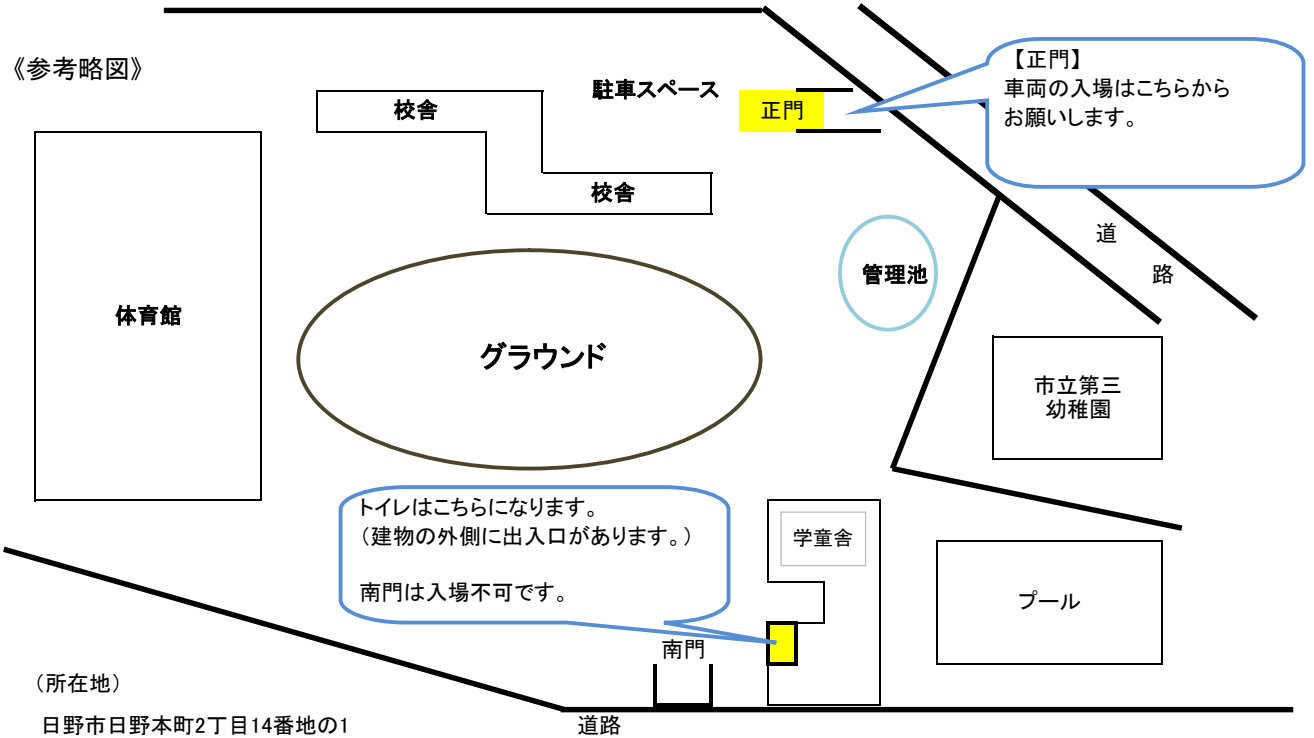 《参考略図》
駐車スペース
校舎
正門
【正門】
車両の入場はこちらから
お願いします。
校舎
道
路
管理池
体育館
グラウンド
市立第三
幼稚園
トイレはこちらになります。
（建物の外側に出入口があります。）
南門は入場不可です。
学童舎
プール
南門
（所在地）
日野市日野本町2丁目14番地の1
道路